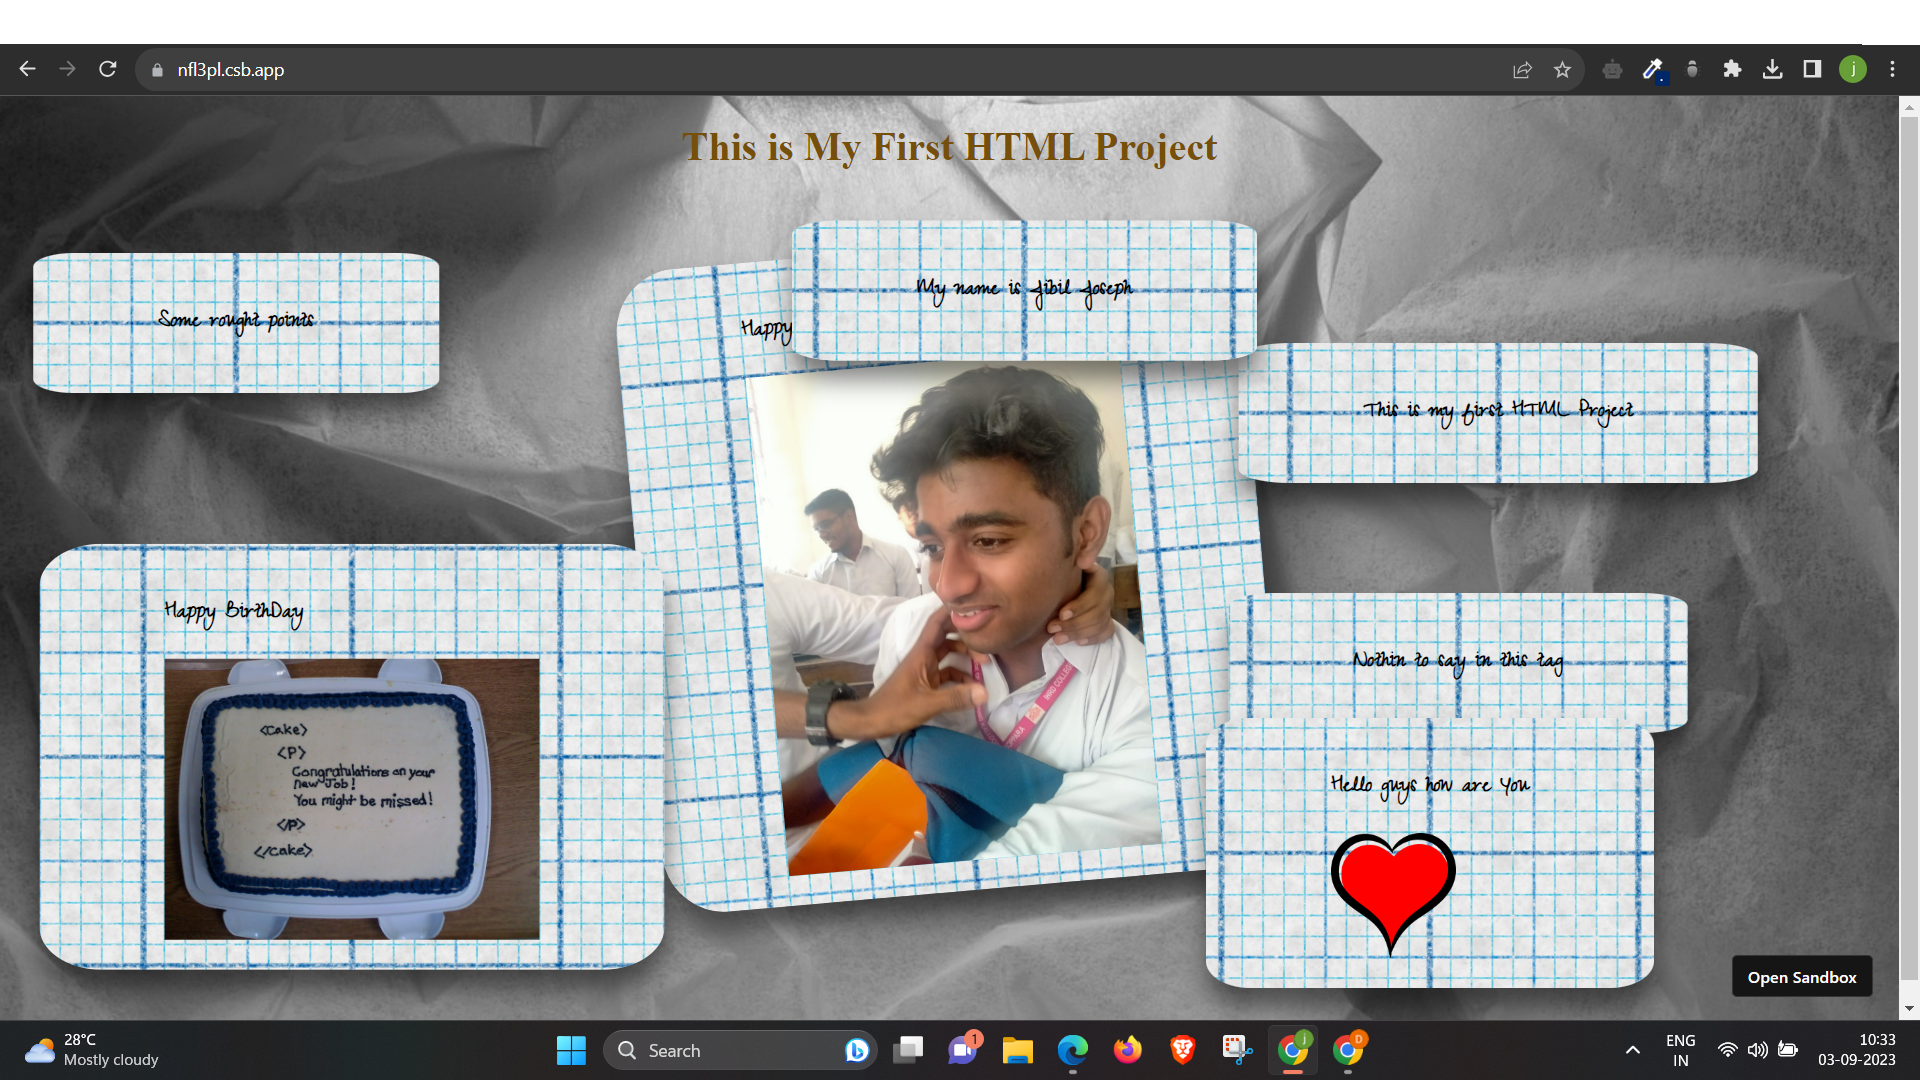 nfl3pl.csb.app
j
This is My First HTML Project
My name is Jibil Joseph
Some rought points
Happy
This is my first HTML Project
Happy BirthDay
<Cake>
<P>
Congratulations on your
new Job!
You might be missed!
</P>
</Cake>
Nothin to say in this tag
Hello guys how are You
Open Sandbox
28°C
Mostly cloudy
Search
1
j
D
ENG
IN
10:33
03-09-2023